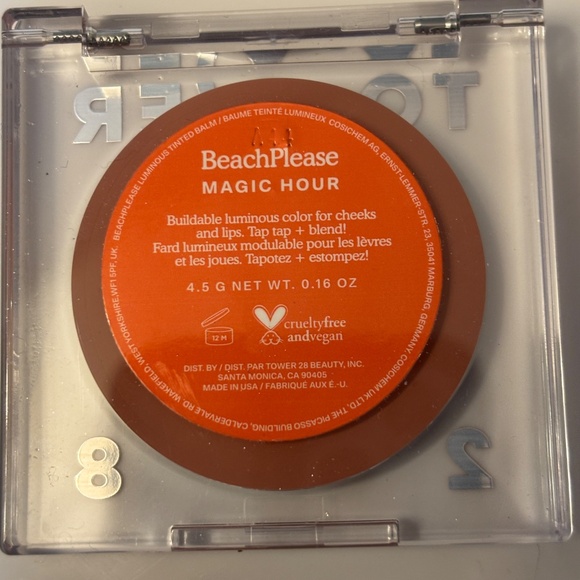 TOWER
BeachPlease
MAGIC HOUR
Buildable luminous color for cheeks
and lips. Tap tap + blend!
Fard lumineux modulable pour les lèvres
et les joues. Tapotez + estompez!
4.5 G NET WT. 0.16 OZ
12 M
crueltyfree
andvegan
DIST. BY / DIST. PAR TOWER 28 BEAUTY, INC.
SANTA MONICA, CA 90405
MADE IN USA / FABRIQUÉ AUX É.-U.
BEACHPLEASE LUMINOUS TINTED BALM / BAUME TEINTÉ LUMINEUX COSICHEM AG, ERNST-LEMMER-STR. 23, 35041 MARBURG, GERMANY. COSICHEM UK LTD, THE PICASSO BUILDING, CALDERVALE RD, WAKEFIELD, WEST YORKSHIRE, WF1 5PF, UK.
8 2